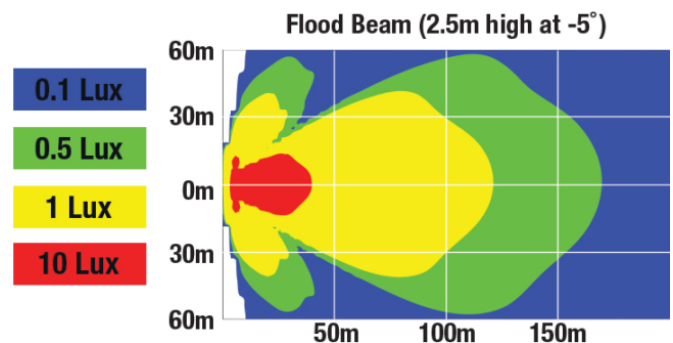 Flood Beam (2.5m high at -5˚)
60m
0.1 Lux
30m
0.5 Lux
0m
1 Lux
30m
10 Lux
60m
50m 100m 150m